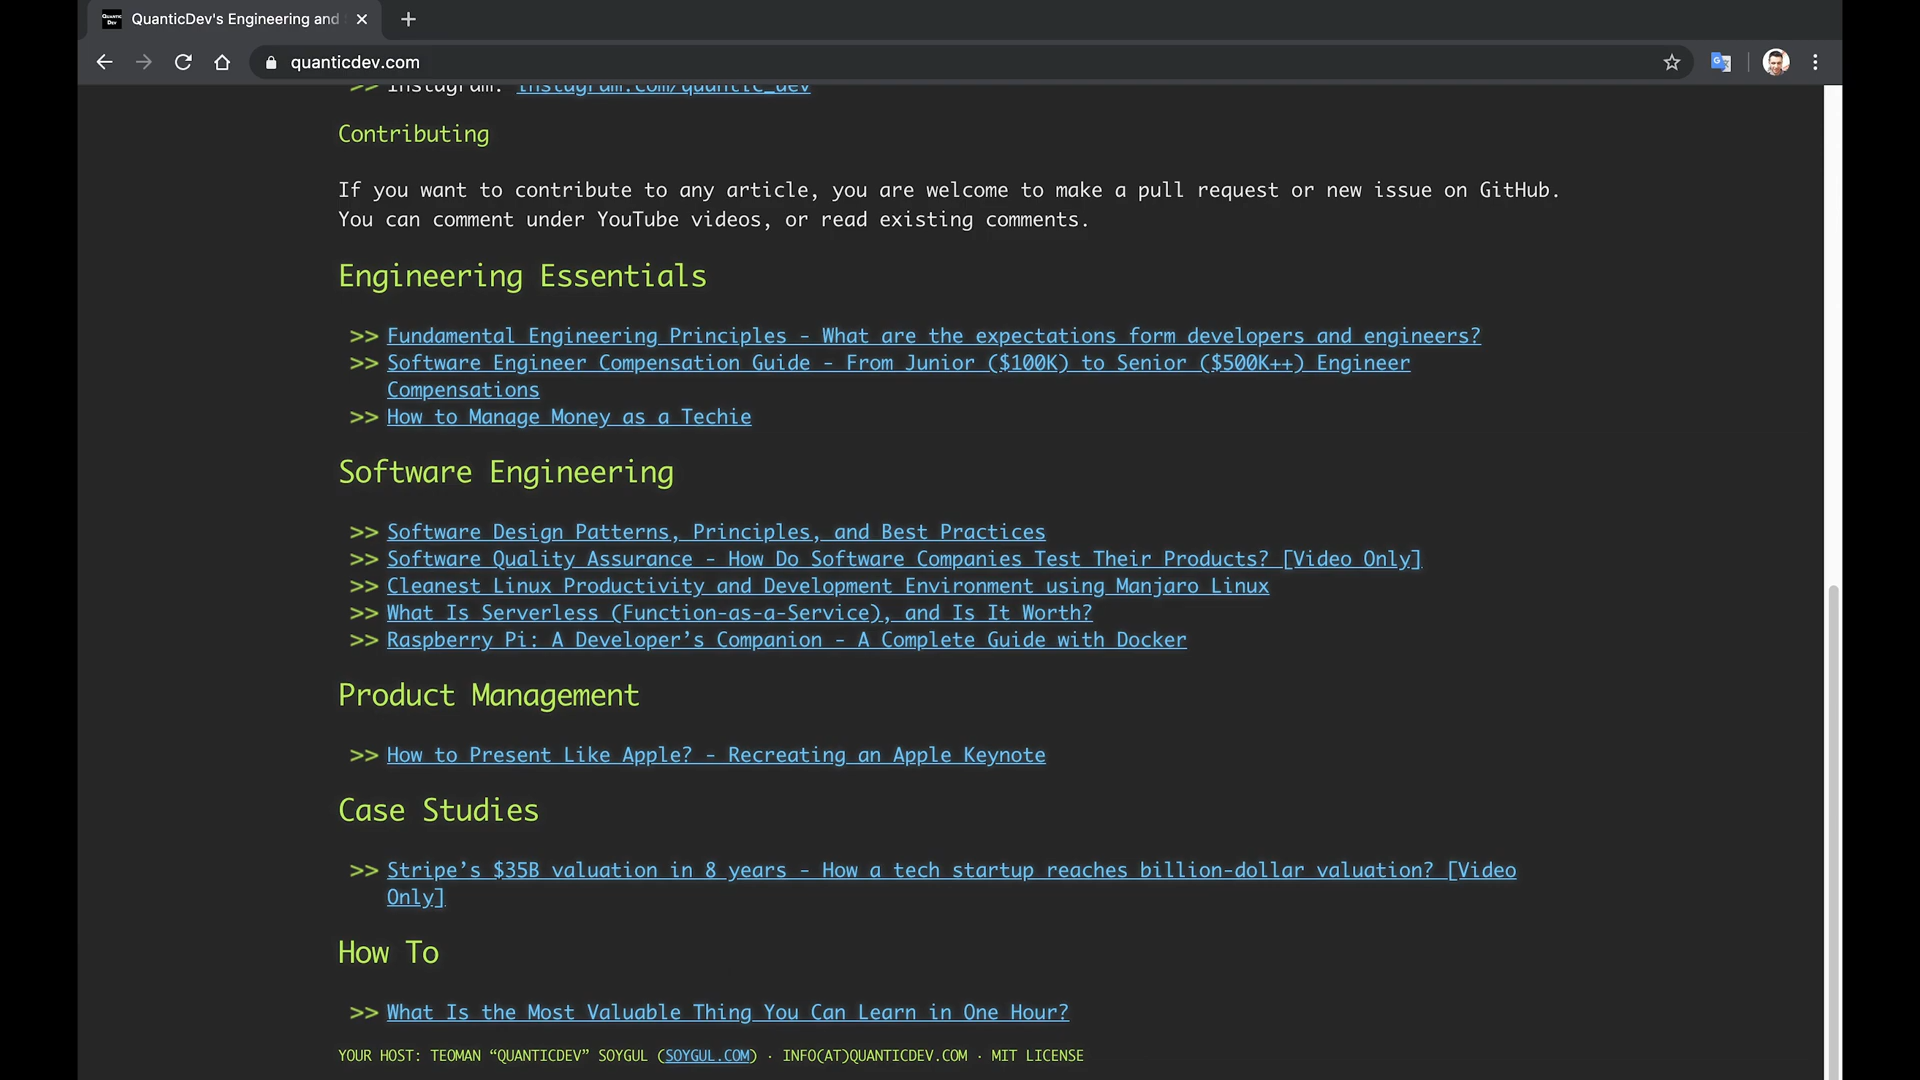 QuanticDev's Engineering and
quanticdev.com
>> Instagram: instagram.com/quantic_dev
Contributing
If you want to contribute to any article, you are welcome to make a pull request or new issue on GitHub.
You can comment under YouTube videos, or read existing comments.
Engineering Essentials
>> Fundamental Engineering Principles - What are the expectations form developers and engineers?
>> Software Engineer Compensation Guide - From Junior ($100K) to Senior ($500K++) Engineer
Compensations
>> How to Manage Money as a Techie
Software Engineering
>> Software Design Patterns, Principles, and Best Practices
>> Software Quality Assurance - How Do Software Companies Test Their Products? [Video Only]
>> Cleanest Linux Productivity and Development Environment using Manjaro Linux
>> What Is Serverless (Function-as-a-Service), and Is It Worth?
>> Raspberry Pi: A Developer’s Companion - A Complete Guide with Docker
Product Management
>> How to Present Like Apple? - Recreating an Apple Keynote
Case Studies
>> Stripe’s $35B valuation in 8 years - How a tech startup reaches billion-dollar valuation? [Video
Only]
How To
>> What Is the Most Valuable Thing You Can Learn in One Hour?
YOUR HOST: TEOMAN “QUANTICDEV” SOYGUL (SOYGUL.COM) · INFO(AT)QUANTICDEV.COM · MIT LICENSE